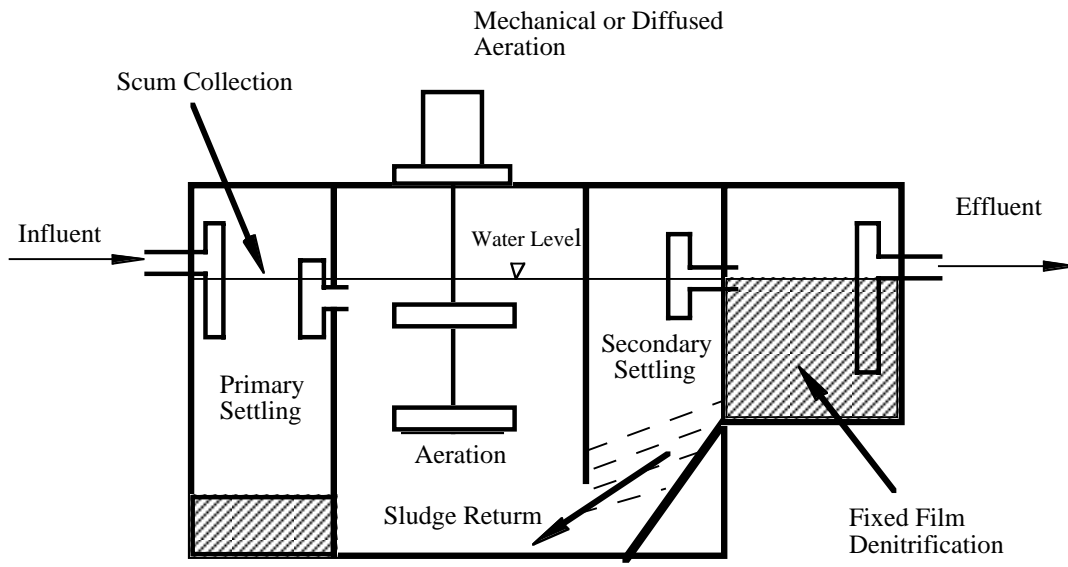 Mechanical or Diffused
Aeration
Scum Collection
Influent
Water Level
Effluent
Primary
Settling
Secondary
Settling
Aeration
Sludge Returm
Fixed Film
Denitrification